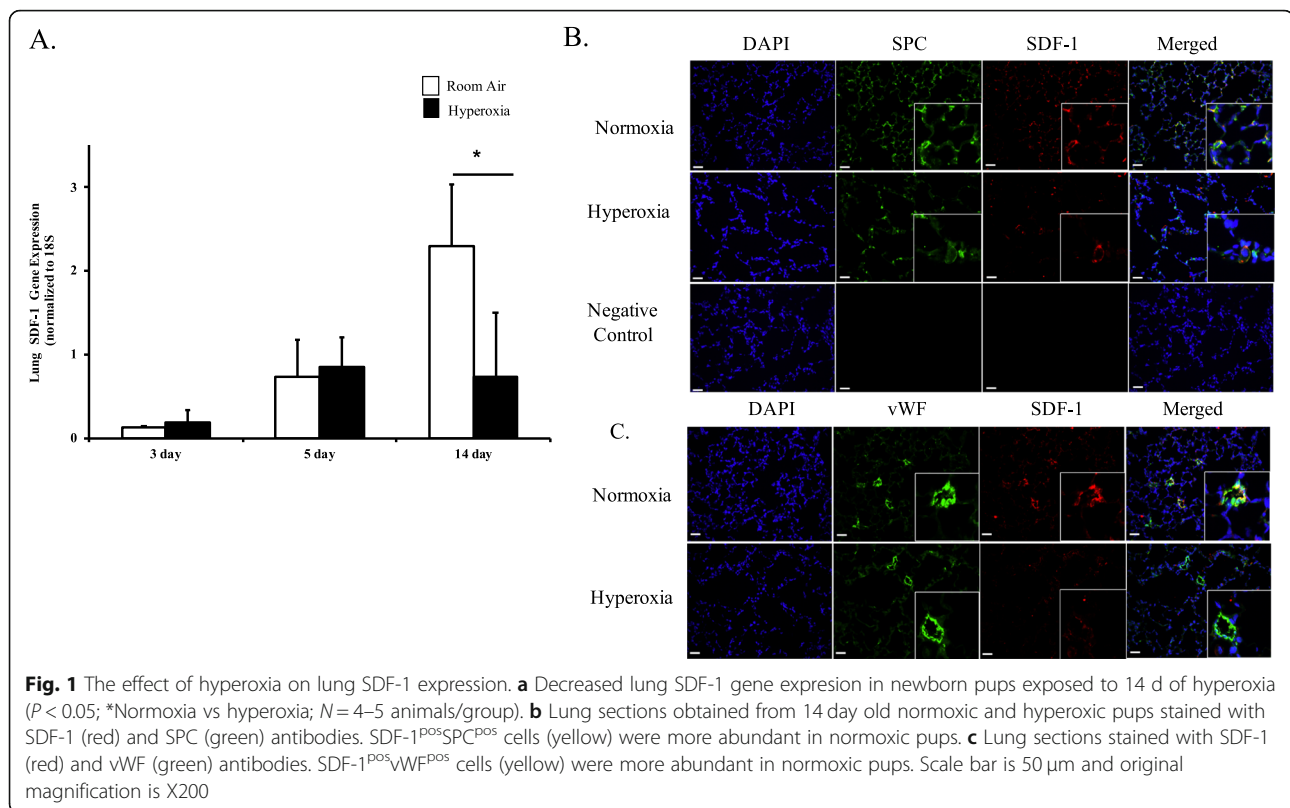 A.
Room Air
Hyperoxia
*
3
2
1
0
Lung SDF-1 Gene Expression
(normalized to 18S
3 day
5 day
14 day
B.
DAPI
SPC
SDF-1
Merged
Normoxia
Hyperoxia
Negative
Control
C.
DAPI
vWF
SDF-1
Merged
Normoxia
Hyperoxia
Fig. 1 The effect of hyperoxia on lung SDF-1 expression. a Decreased lung SDF-1 gene expresion in newborn pups exposed to 14 d of hyperoxia
(P < 0.05; *Normoxia vs hyperoxia; N = 4–5 animals/group). b Lung sections obtained from 14 day old normoxic and hyperoxic pups stained with
SDF-1 (red) and SPC (green) antibodies. SDF-1posSPCpos cells (yellow) were more abundant in normoxic pups. c Lung sections stained with SDF-1
(red) and vWF (green) antibodies. SDF-1posvWFpos cells (yellow) were more abundant in normoxic pups. Scale bar is 50 μm and original
magnification is X200